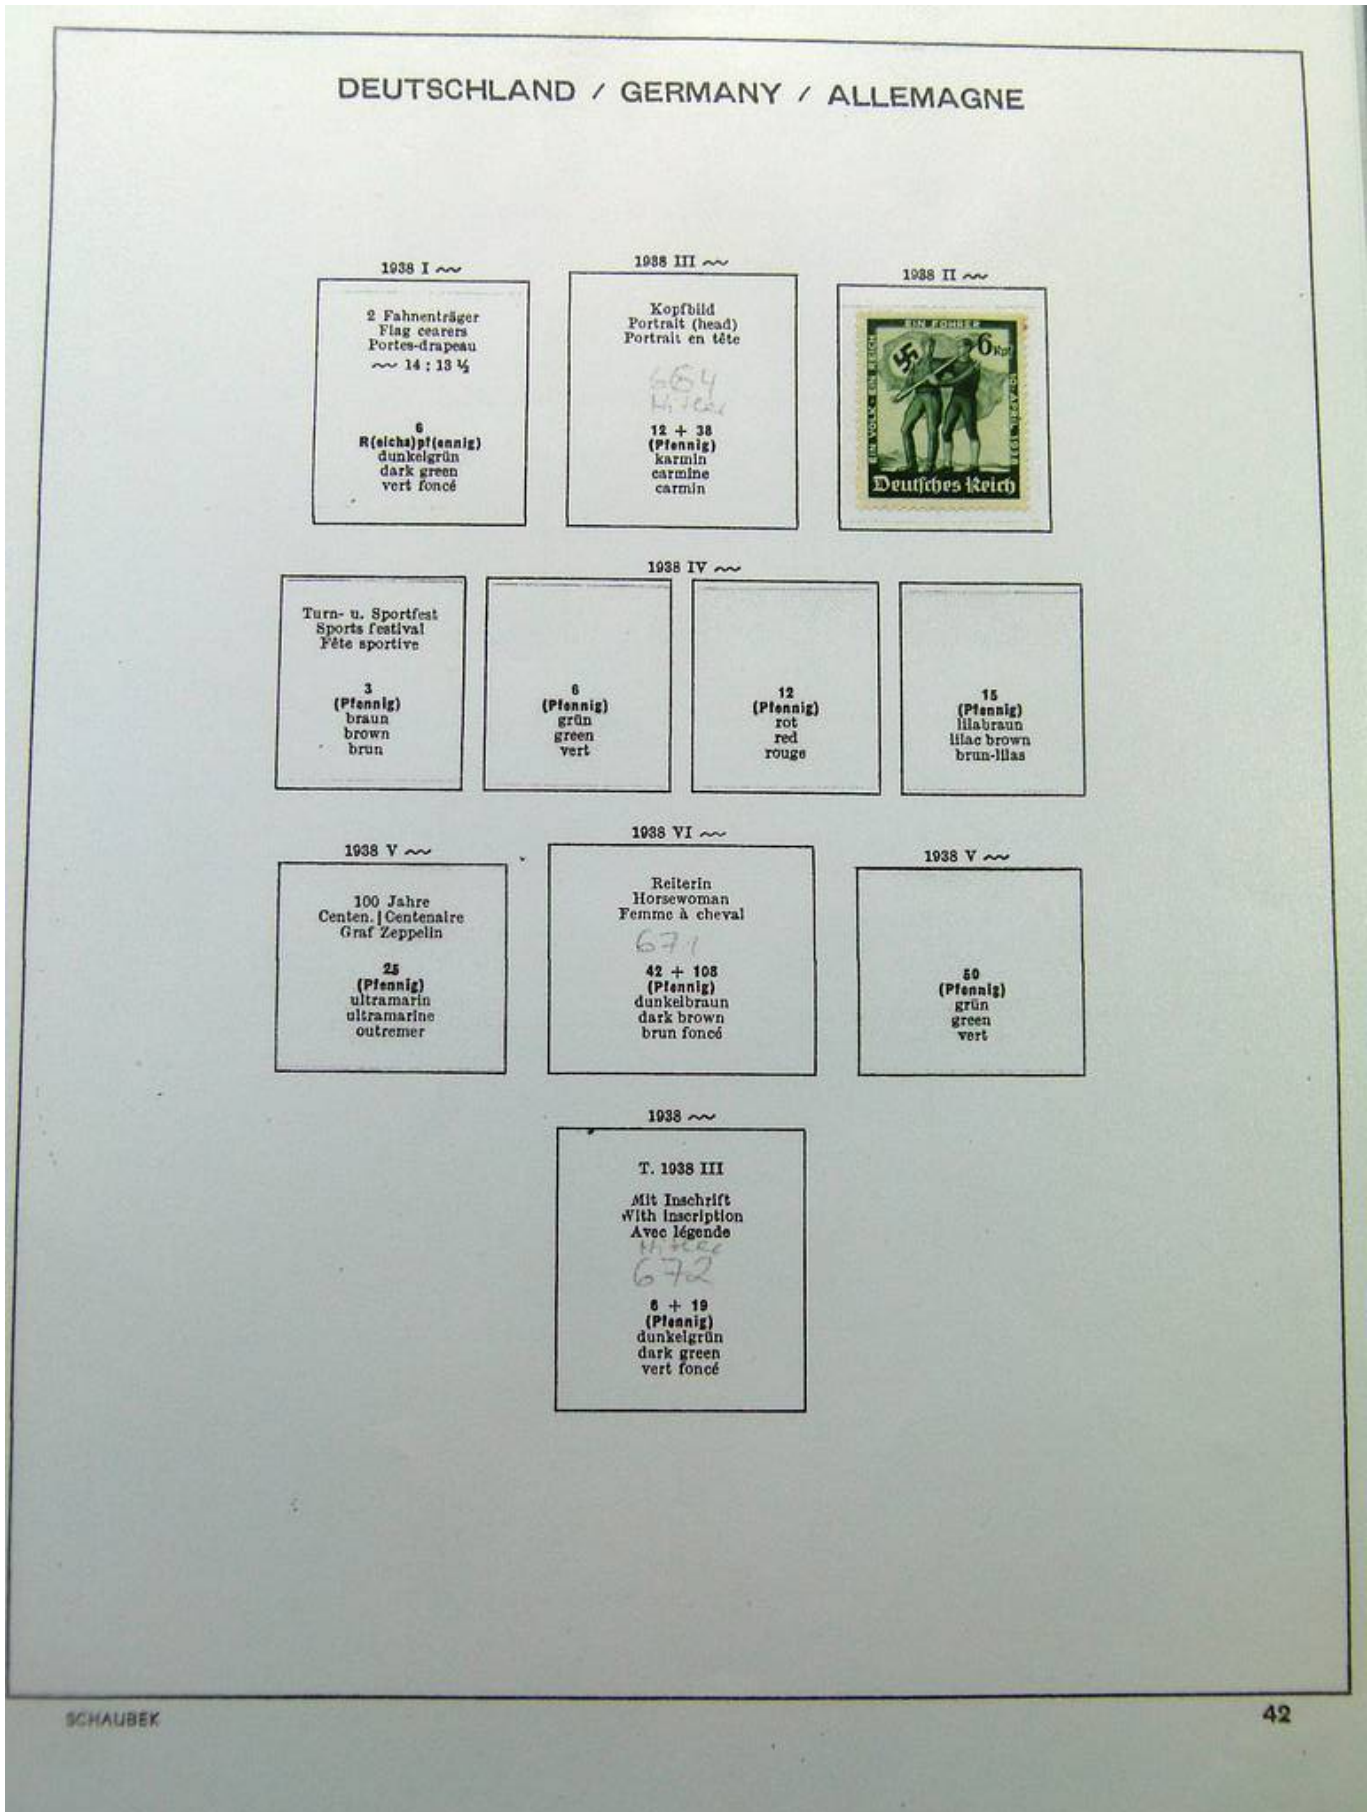 DEUTSCHLAND / GERMANY / ALLEMAGNE
1938 I
2 Fahnenträger
Flag cearers
Portes-drapeau
14 : 13 ½
6
R(eichs)pf(ennig)
dunkelgrün
dark green
vert foncé
1938 III
Kopfbild
Portrait (head)
Portrait en tête
664
Hitler
12 + 38
(Pfennig)
karmin
carmine
carmin
1938 II
EIN FÜHRER
EIN VOLK · EIN REICH
6 Rpf
10·APRIL 1938
Deutsches Reich
1938 IV
Turn- u. Sportfest
Sports festival
Fête sportive
3
(Pfennig)
braun
brown
brun
6
(Pfennig)
grün
green
vert
12
(Pfennig)
rot
red
rouge
15
(Pfennig)
lilabraun
lilac brown
brun-lilas
1938 V
100 Jahre
Centen. | Centenaire
Graf Zeppelin
25
(Pfennig)
ultramarin
ultramarine
outremer
1938 VI
Reiterin
Horsewoman
Femme à cheval
671
42 + 108
(Pfennig)
dunkelbraun
dark brown
brun foncé
1938 V
50
(Pfennig)
grün
green
vert
1938
T. 1938 III
Mit Inschrift
With inscription
Avec légende
Hitler
672
6 + 19
(Pfennig)
dunkelgrün
dark green
vert foncé
SCHAUBEK
42